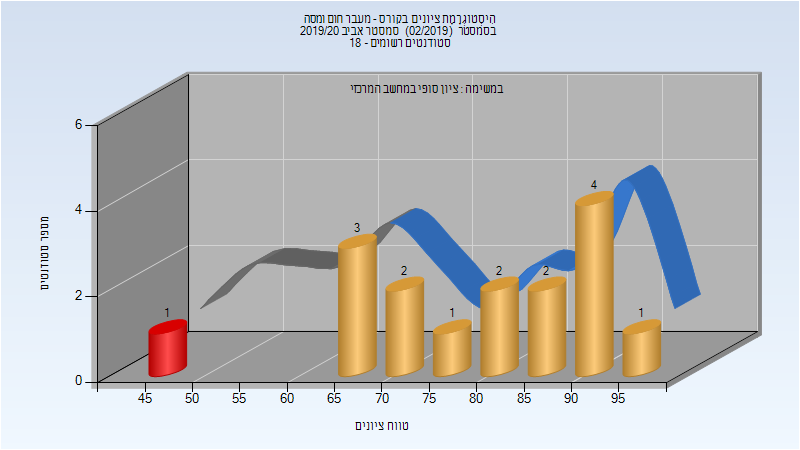 הִיסְטוֹגְרָמַת ציונים בקורס - מעבר חום ומסה
בסמסטר (02/2019) סמסטר אביב 2019/20
סטודנטים רשומים - 18
במשימה : ציון סופי במחשב המרכזי
מספר סטודנטים
6
4
2
0
1
3
2
1
2
2
4
1
45 50 55 60 65 70 75 80 85 90 95
טווח ציונים